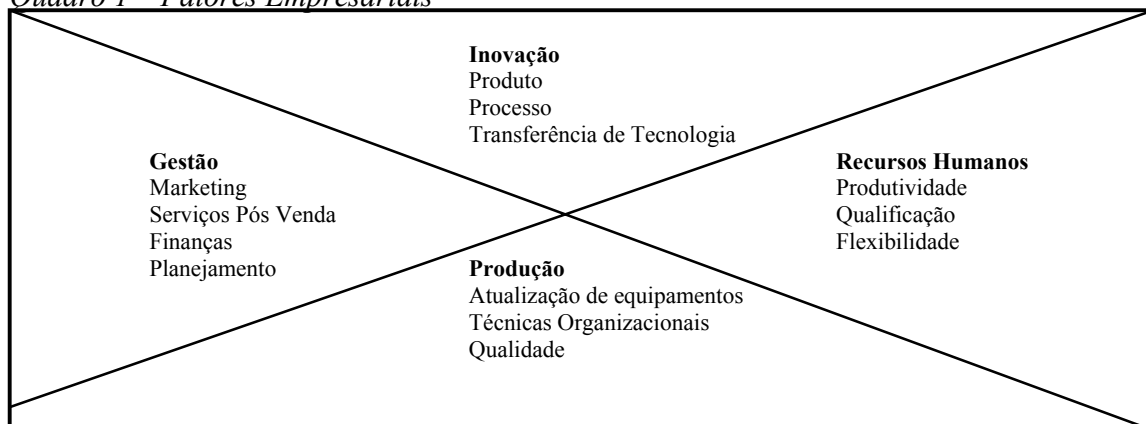 Quadro 1 – Fatores Empresariais
Inovação
Produto
Processo
Transferência de Tecnologia
Gestão
Marketing
Serviços Pós Venda
Finanças
Planejamento
Recursos Humanos
Produtividade
Qualificação
Flexibilidade
Produção
Atualização de equipamentos
Técnicas Organizacionais
Qualidade